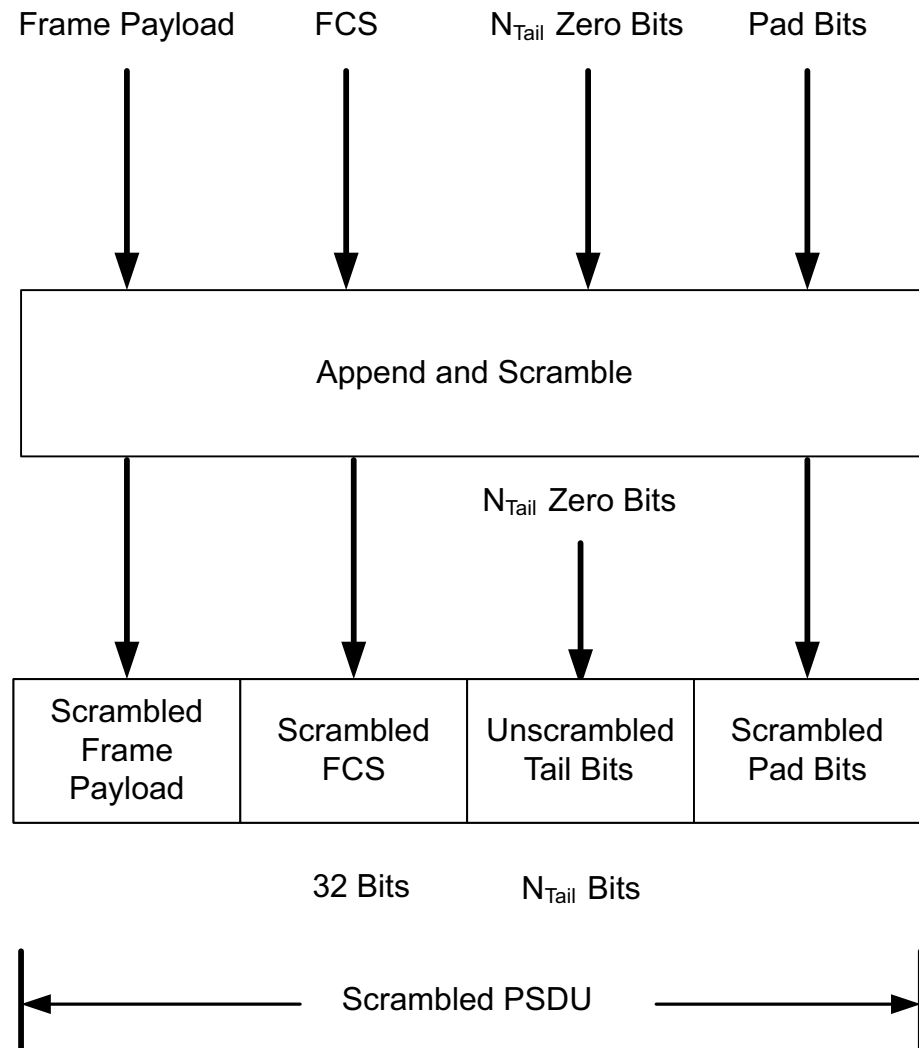 Frame Payload FCS N_Tail Zero Bits Pad Bits
Append and Scramble
N_Tail Zero Bits
Scrambled Frame Payload
Scrambled FCS
Unscrambled Tail Bits
Scrambled Pad Bits
32 Bits N_Tail Bits
Scrambled PSDU